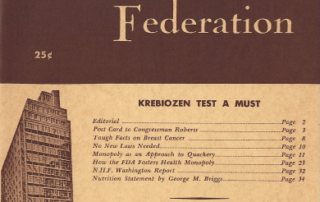 Federation
25¢
KREBIOZEN TEST A MUST
Editorial Page 2
Post Card to Congressman Roberts Page 3
Tough Facts on Breast Cancer Page 8
No New Laws Needed Page 10
Monopoly as an Approach to Quackery Page 11
How the FDA Fosters Health Monopoly Page 25
N.H.F. Washington Report Page 32
Nutrition Statement by George M. Briggs Page 34